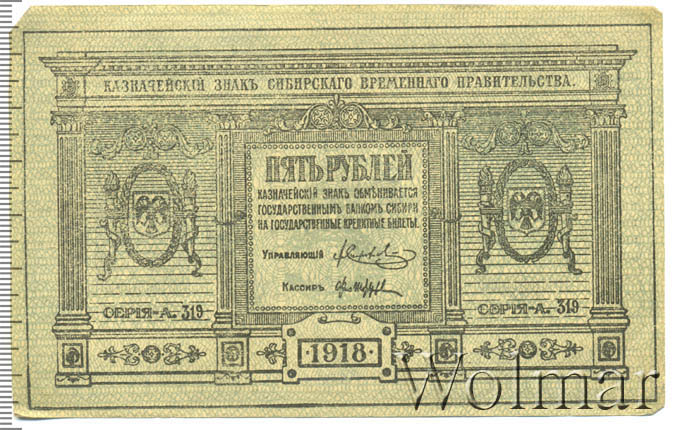 КАЗНАЧЕЙСКІЙ ЗНАКЪ СИБИРСКАГО ВРЕМЕННАГО ПРАВИТЕЛЬСТВА.
ПЯТЬ РУБЛЕЙ
КАЗНАЧЕЙСКІЙ ЗНАКЪ ОБМѢНИВАЕТСЯ
ГОСУДАРСТВЕННЫМЪ БАНКОМЪ СИБИРИ
НА ГОСУДАРСТВЕННЫЕ КРЕДИТНЫЕ БИЛЕТЫ.
УПРАВЛЯЮЩІЙ
КАССИРЪ
СЕРІЯ-А. 319
СЕРІЯ-А. 319
·1918·
Wolmar